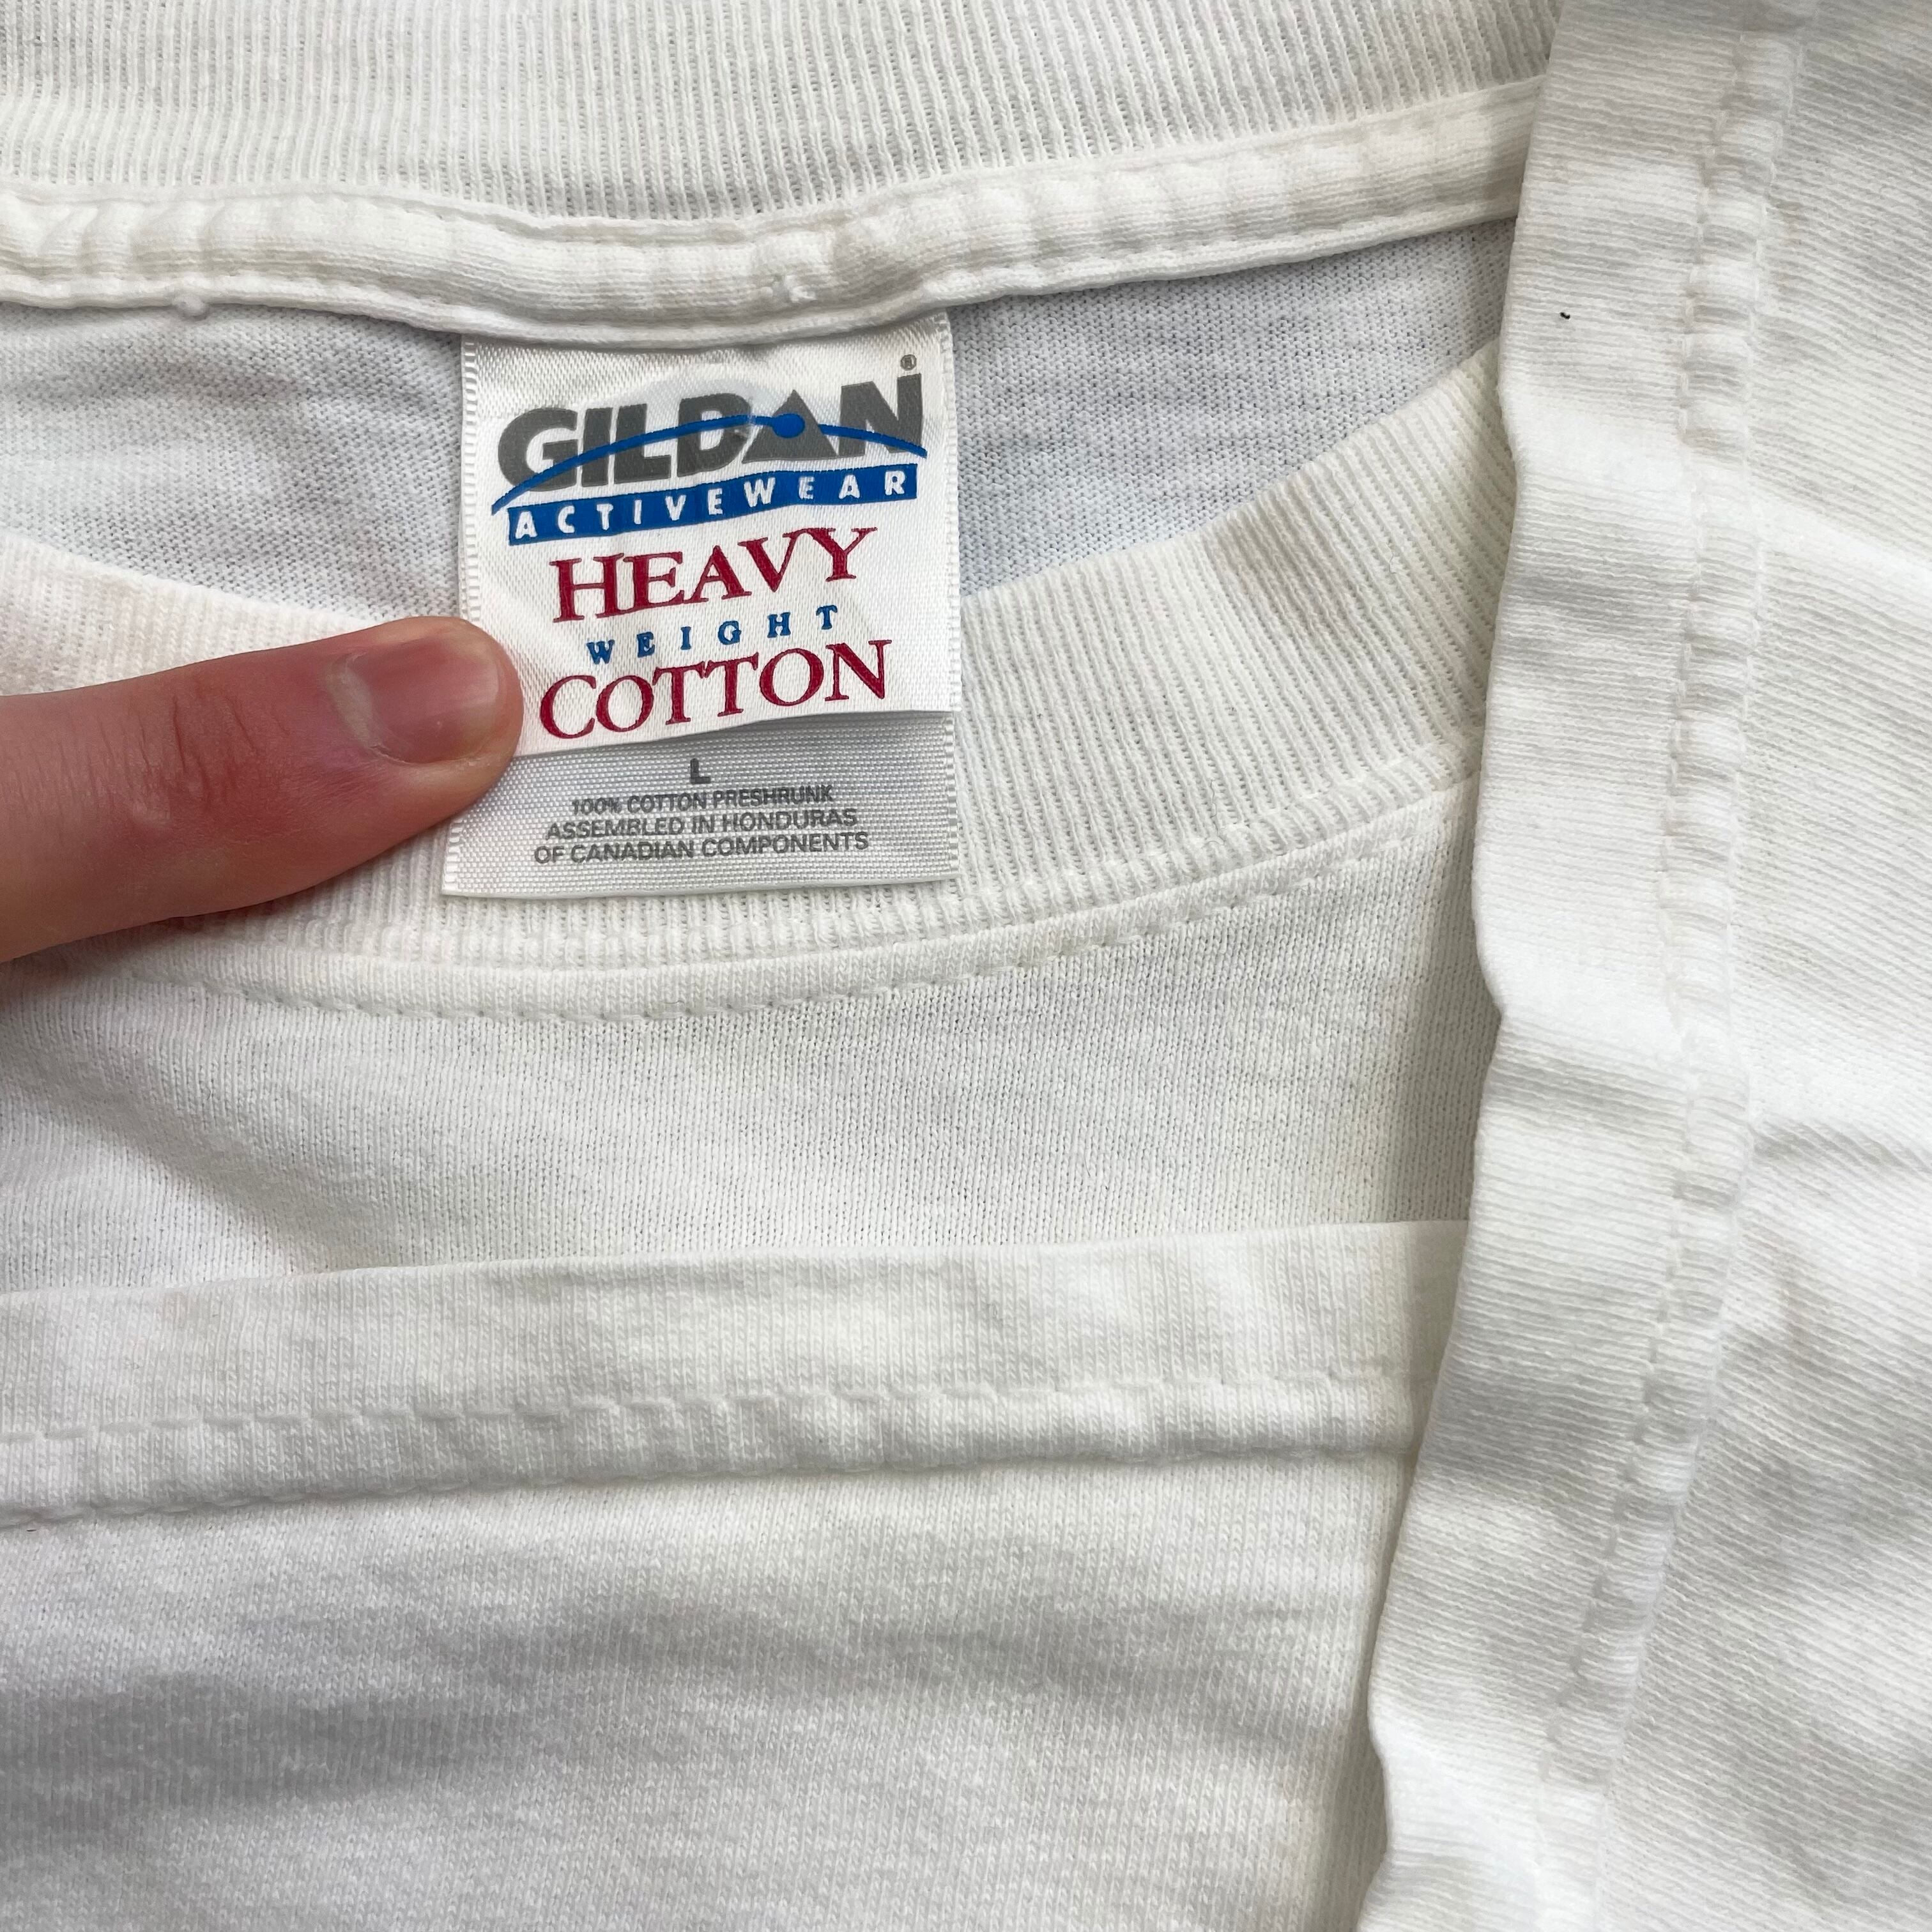 GILDAN®
ACTIVEWEAR
HEAVY
WEIGHT
COTTON
L
100% COTTON PRESHRUNK
ASSEMBLED IN HONDURAS
OF CANADIAN COMPONENTS